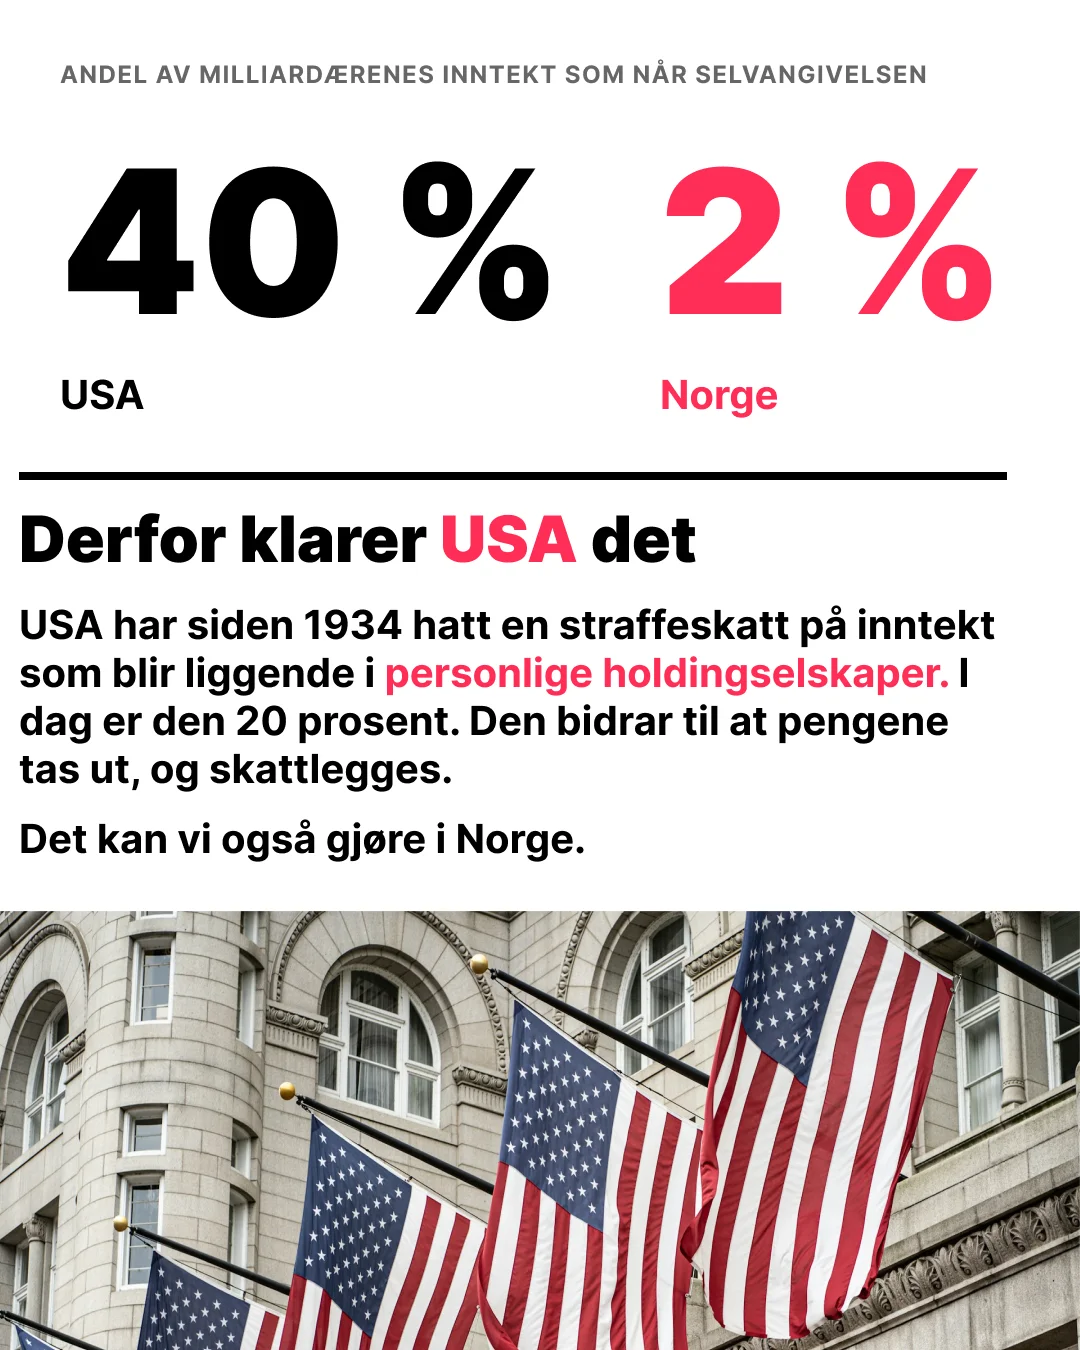 ANDEL AV MILLIARDÆRENES INNTEKT SOM NÅR SELVANGIVELSEN
40 % 2 %
USA Norge
Derfor klarer USA det
USA har siden 1934 hatt en straffeskatt på inntekt
som blir liggende i personlige holdingselskaper. I
dag er den 20 prosent. Den bidrar til at pengene
tas ut, og skattlegges.
Det kan vi også gjøre i Norge.